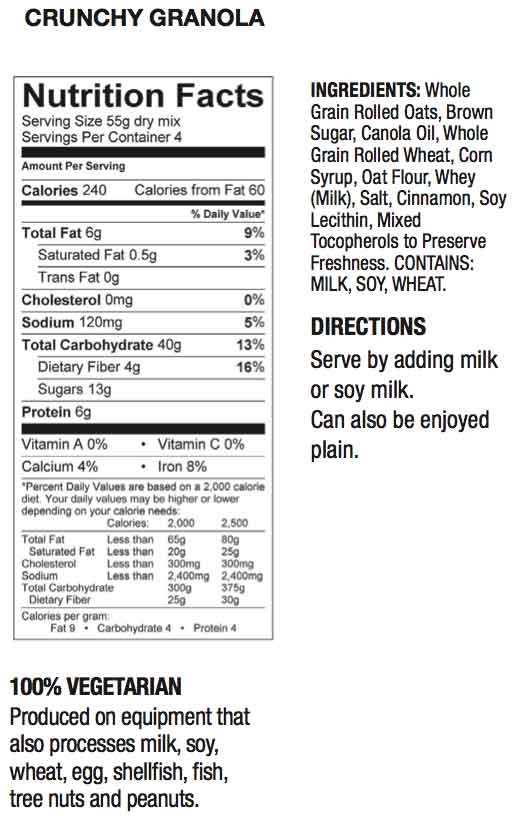 CRUNCHY GRANOLA
Nutrition Facts
Serving Size 55g dry mix
Servings Per Container 4
Amount Per Serving
Calories 240 Calories from Fat 60
% Daily Value*
Total Fat 6g 9%
Saturated Fat 0.5g 3%
Trans Fat 0g
Cholesterol 0mg 0%
Sodium 120mg 5%
Total Carbohydrate 40g 13%
Dietary Fiber 4g 16%
Sugars 13g
Protein 6g
Vitamin A 0% • Vitamin C 0%
Calcium 4% • Iron 8%
*Percent Daily Values are based on a 2,000 calorie
diet. Your daily values may be higher or lower
depending on your calorie needs:
Calories: 2,000 2,500
Total Fat Less than 65g 80g
Saturated Fat Less than 20g 25g
Cholesterol Less than 300mg 300mg
Sodium Less than 2,400mg 2,400mg
Total Carbohydrate 300g 375g
Dietary Fiber 25g 30g
Calories per gram:
Fat 9 • Carbohydrate 4 • Protein 4
INGREDIENTS: Whole
Grain Rolled Oats, Brown
Sugar, Canola Oil, Whole
Grain Rolled Wheat, Corn
Syrup, Oat Flour, Whey
(Milk), Salt, Cinnamon, Soy
Lecithin, Mixed
Tocopherols to Preserve
Freshness. CONTAINS:
MILK, SOY, WHEAT.
DIRECTIONS
Serve by adding milk
or soy milk.
Can also be enjoyed
plain.
100% VEGETARIAN
Produced on equipment that
also processes milk, soy,
wheat, egg, shellfish, fish,
tree nuts and peanuts.